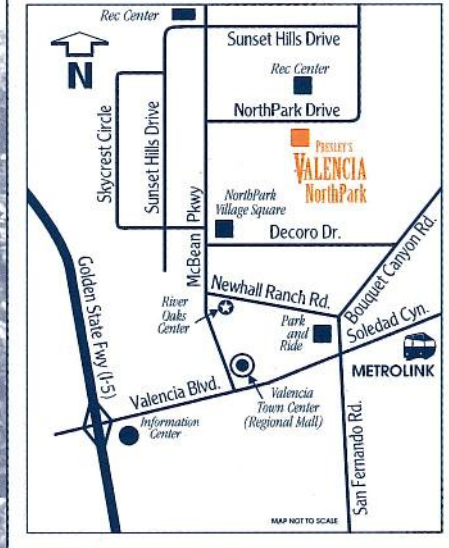 Rec Center
Sunset Hills Drive
N
Rec Center
NorthPark Drive
Skycrest Circle
Sunset Hills Drive
PRESLEY'S
VALENCIA
NorthPark
McBean Pkwy
NorthPark
Village Square
Decoro Dr.
Bouquet Canyon Rd.
Golden State Fwy (I-5)
Newhall Ranch Rd.
River
Oaks
Center
Park
and
Ride
Soledad Cyn.
METROLINK
Valencia Blvd.
Valencia
Town Center
(Regional Mall)
Information
Center
San Fernando Rd.
MAP NOT TO SCALE